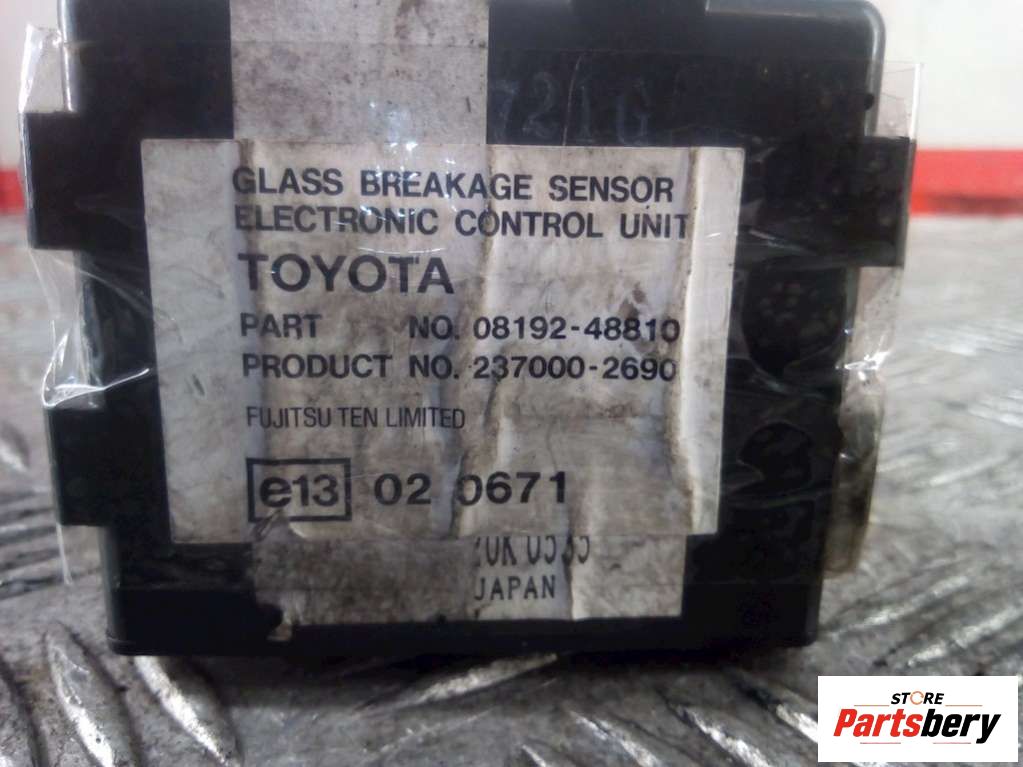 721G
GLASS BREAKAGE SENSOR
ELECTRONIC CONTROL UNIT
TOYOTA
PART NO. 08192-48810
PRODUCT NO. 237000-2690
FUJITSU TEN LIMITED
e13 02 0671
JAPAN
STORE
Partsbery